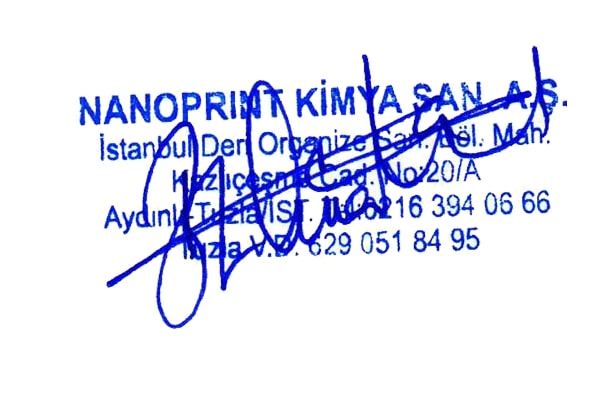 NANOPRINT KİMYA SAN. A.Ş.
İstanbul Deri Organize San. Böl. Mah.
Kazlıçeşme Cad. No:20/A
Aydınlı-Tuzla/İST. Tel:0216 394 06 66
Tuzla V.D. 629 051 84 95